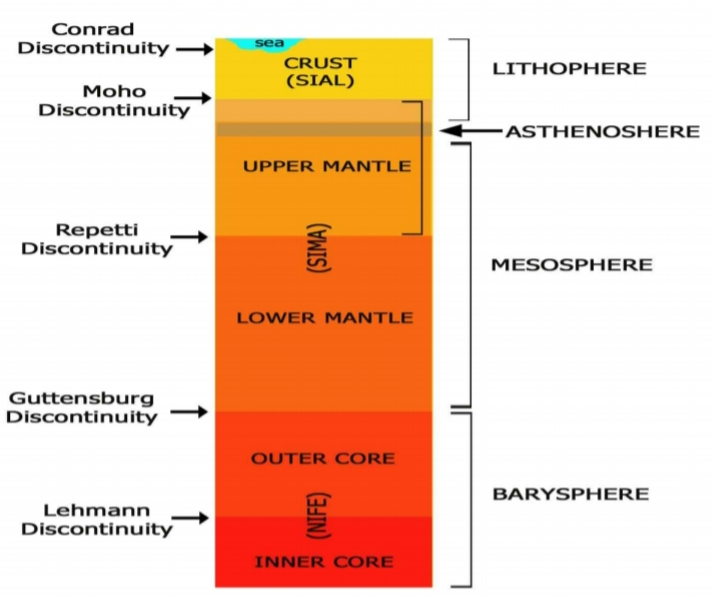 Conrad
Discontinuity
sea
CRUST
(SIAL)
LITHOPHERE
Moho
Discontinuity
ASTHENOSHERE
UPPER MANTLE
Repetti
Discontinuity
(SIMA)
MESOSPHERE
LOWER MANTLE
Guttensburg
Discontinuity
OUTER CORE
BARYSPHERE
Lehmann
Discontinuity
(NIFE)
INNER CORE